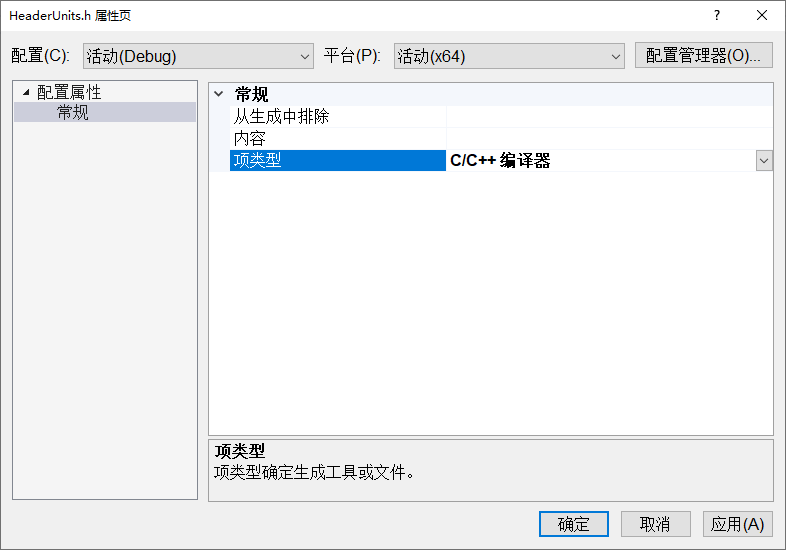 HeaderUnits.h 属性页
?
配置(C): 活动(Debug) 平台(P): 活动(x64) 配置管理器(O)...
配置属性
常规
常规
从生成中排除
内容
项类型 C/C++ 编译器
项类型
项类型确定生成工具或文件。
确定 取消 应用(A)